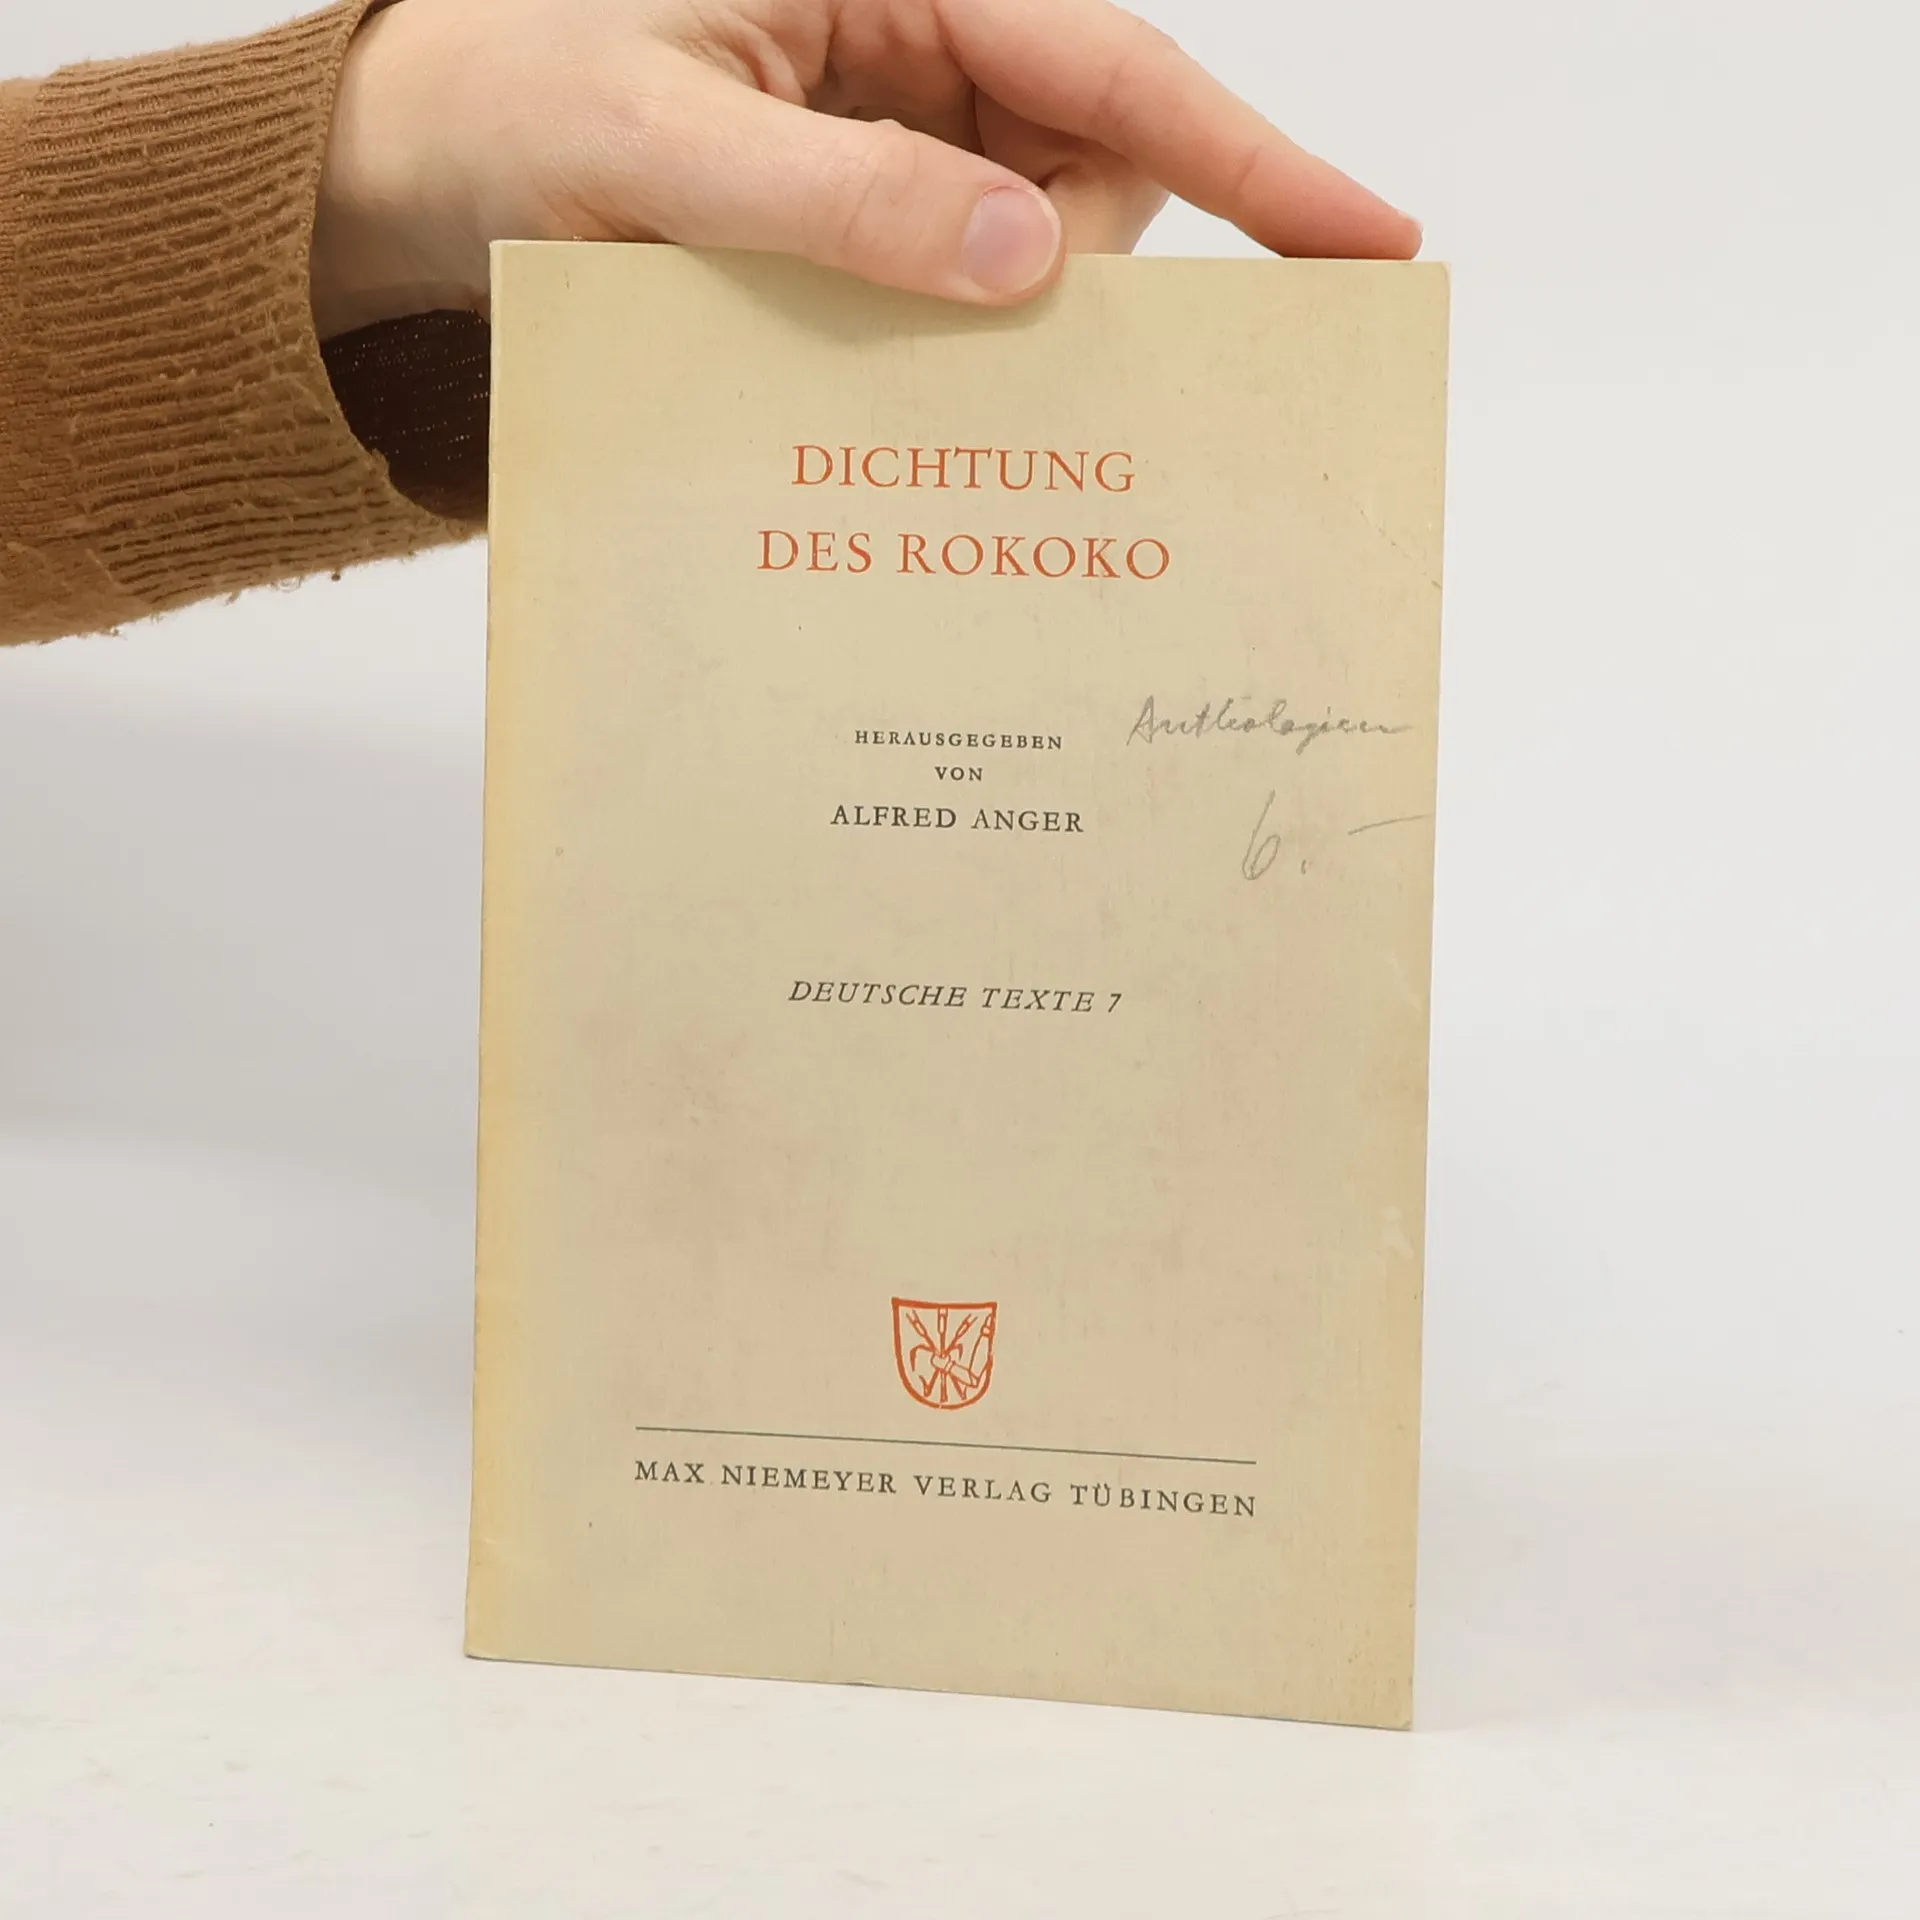 DICHTUNG
DES ROKOKO
HERAUSGEGEBEN
VON
ALFRED ANGER
Anthologien
6.—
DEUTSCHE TEXTE 7
MAX NIEMEYER VERLAG TÜBINGEN